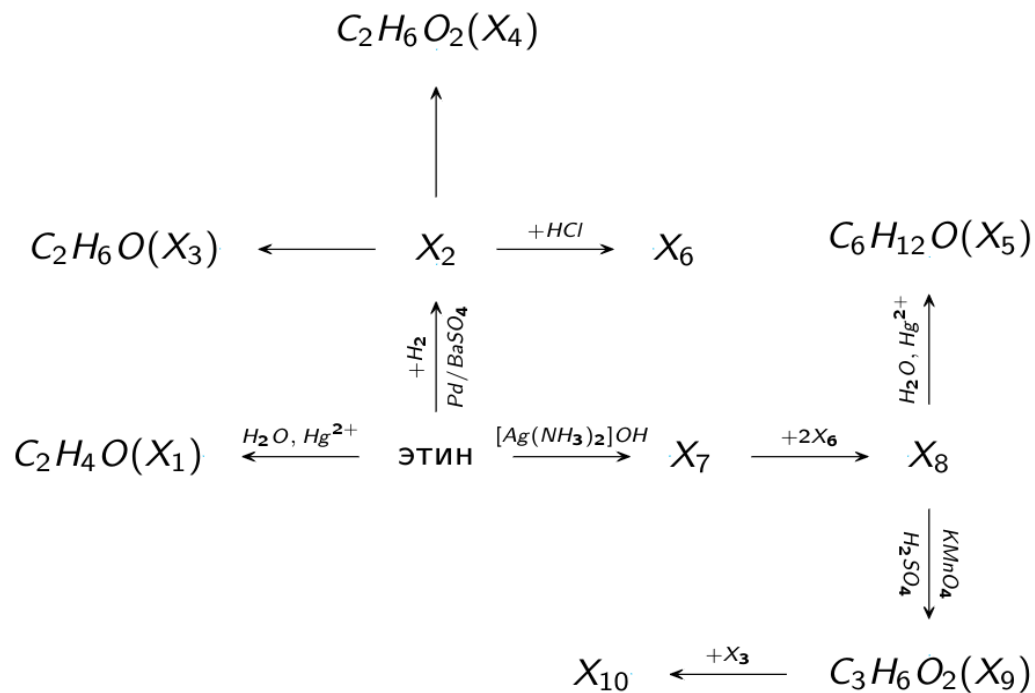 C₂H₆O₂(X₄)
C₂H₆O(X₃) X₂ +HCl X₆ C₆H₁₂O(X₅)
+H₂ Pd/BaSO₄ H₂O, Hg²⁺
C₂H₄O(X₁) H₂O, Hg²⁺ этин [Ag(NH₃)₂]OH X₇ +2X₆ X₈
H₂SO₄ KMnO₄
X₁₀ +X₃ C₃H₆O₂(X₉)